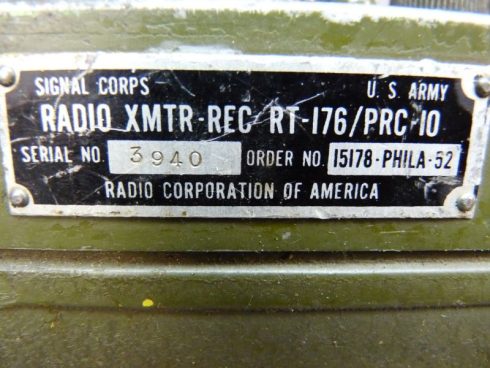 SIGNAL CORPS U. S. ARMY
RADIO XMTR-REC RT-176/PRC-10
SERIAL NO. 3940 ORDER NO. 15178-PHILA-52
RADIO CORPORATION OF AMERICA